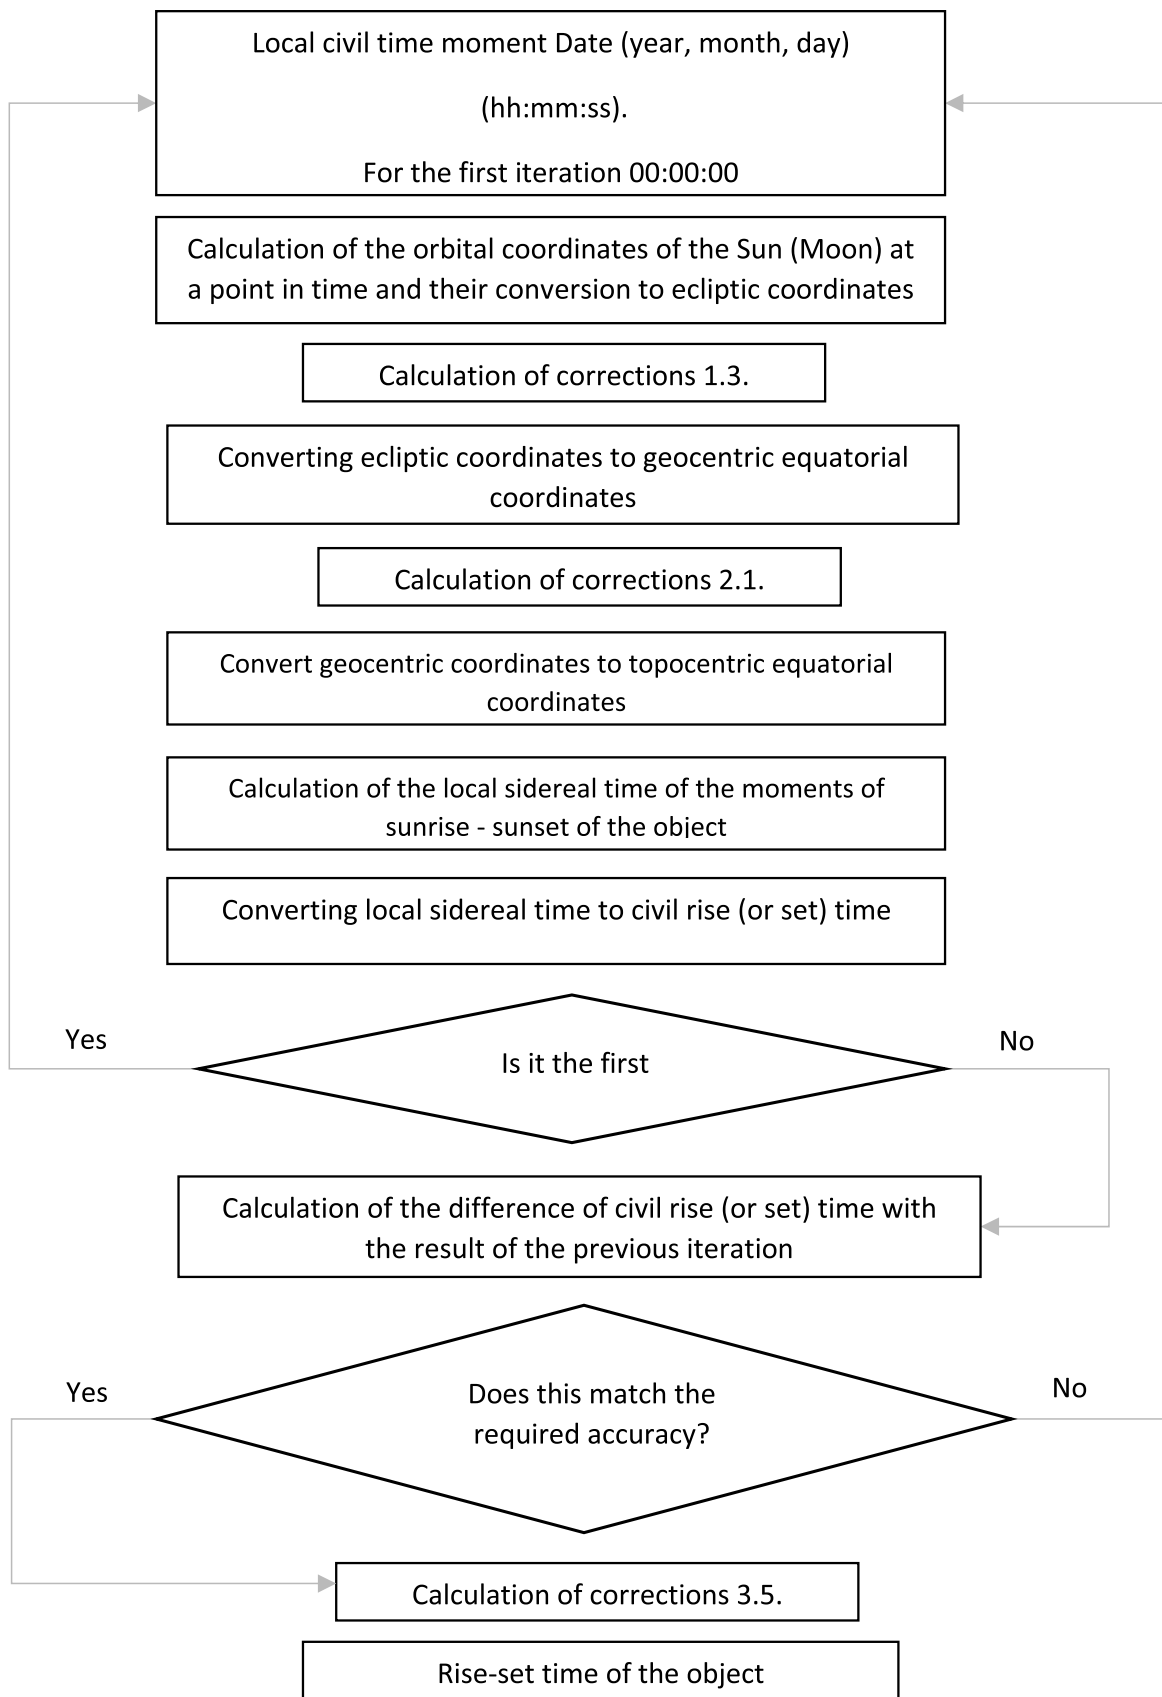 Local civil time moment Date (year, month, day)
(hh:mm:ss).
For the first iteration 00:00:00
Calculation of the orbital coordinates of the Sun (Moon) at
a point in time and their conversion to ecliptic coordinates
Calculation of corrections 1.3.
Converting ecliptic coordinates to geocentric equatorial
coordinates
Calculation of corrections 2.1.
Convert geocentric coordinates to topocentric equatorial
coordinates
Calculation of the local sidereal time of the moments of
sunrise - sunset of the object
Converting local sidereal time to civil rise (or set) time
Yes
Is it the first
No
Calculation of the difference of civil rise (or set) time with
the result of the previous iteration
Yes
Does this match the
required accuracy?
No
Calculation of corrections 3.5.
Rise-set time of the object